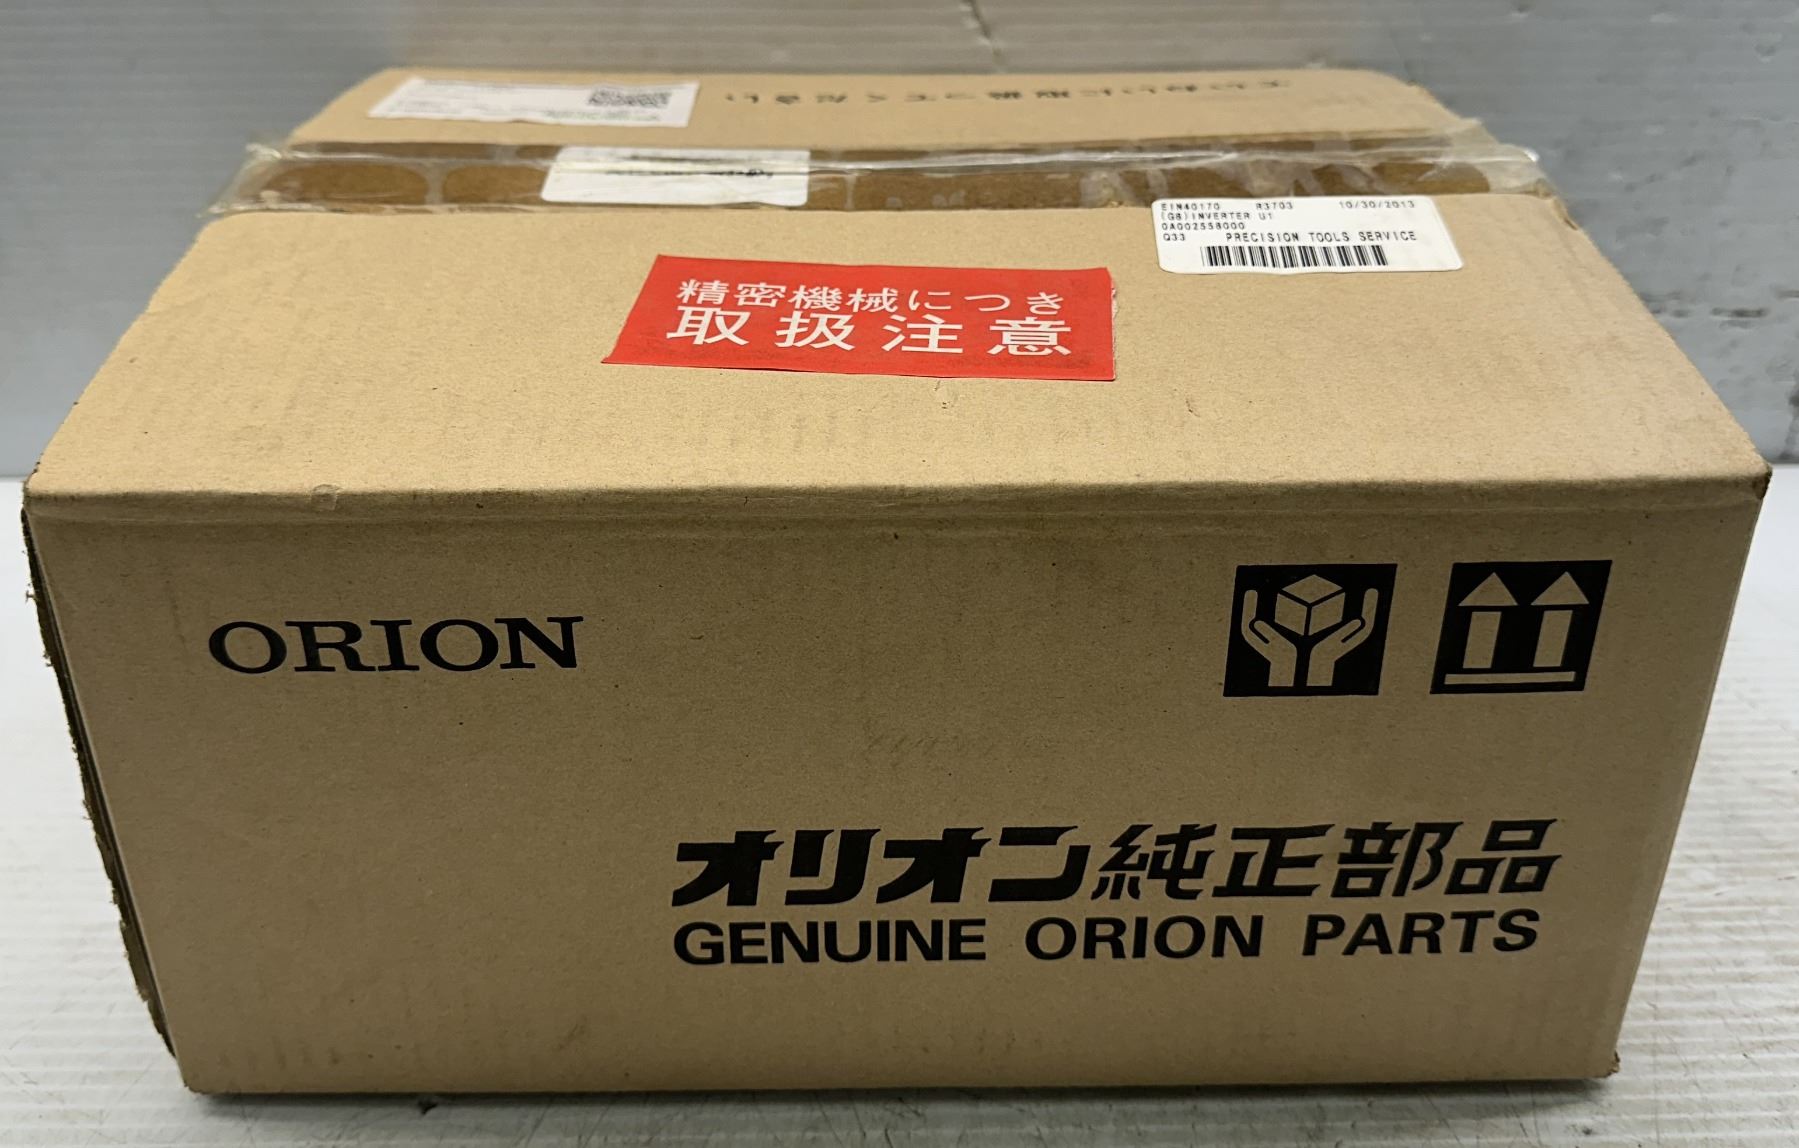 EIN40170 R3703 10/30/2013
(G8)INVERTER U1
0A002558000
Q33 PRECISION TOOLS SERVICE
精密機械につき
取扱注意
ORION
オリオン純正部品
GENUINE ORION PARTS